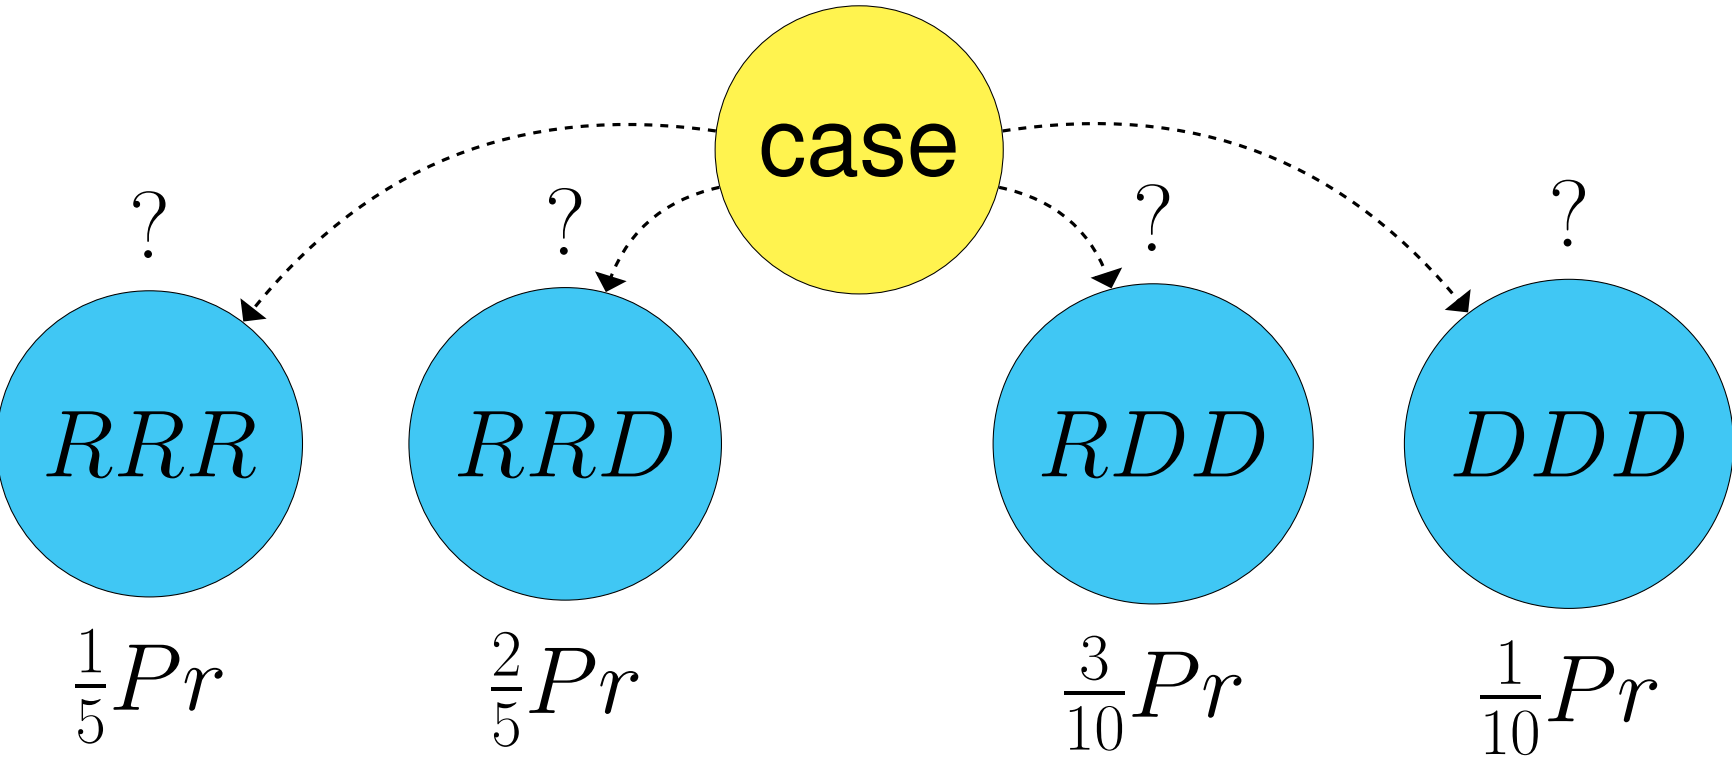 case
? ? ? ?
RRR RRD RDD DDD
1/5 Pr 2/5 Pr 3/10 Pr 1/10 Pr